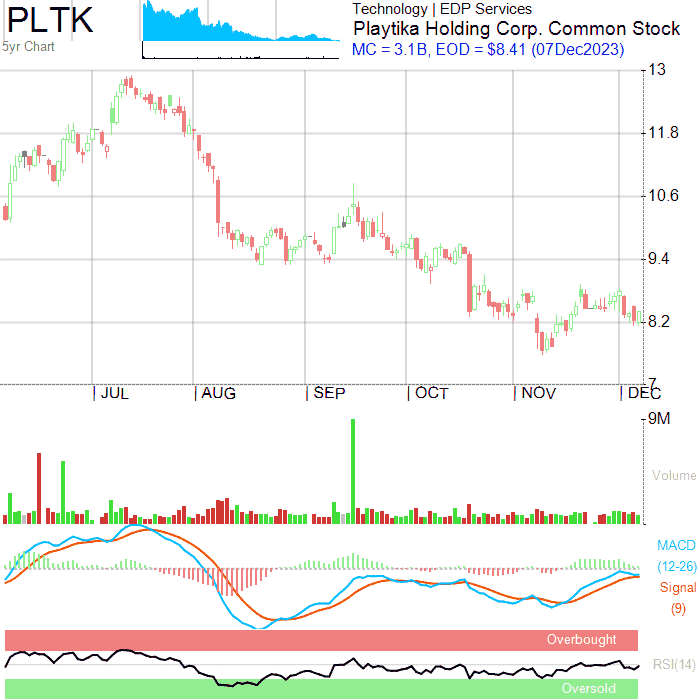 PLTK
5yr Chart
Technology | EDP Services
Playtika Holding Corp. Common Stock
MC = 3.1B, EOD = $8.41 (07Dec2023)
13
11.8
10.6
9.4
8.2
7
JUL AUG SEP OCT NOV DEC
9M
Volume
MACD
(12-26)
Signal
(9)
Overbought
RSI(14)
Oversold